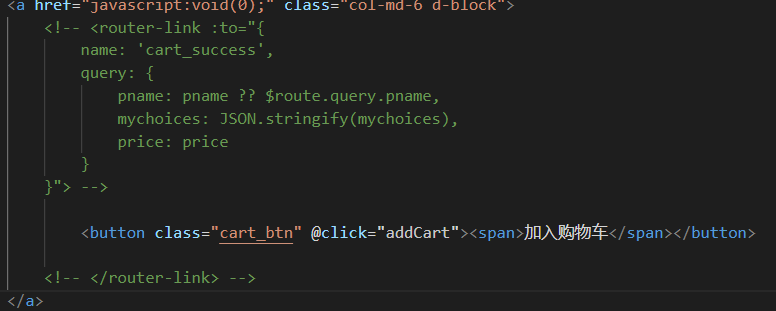 <a href="javascript:void(0);" class="col-md-6 d-block">
<!-- <router-link :to="{
name: 'cart_success',
query: {
pname: pname ?? $route.query.pname,
mychoices: JSON.stringify(mychoices),
price: price
}
}"> -->
<button class="cart_btn" @click="addCart"><span>加入购物车</span></button>
<!-- </router-link> -->
</a>